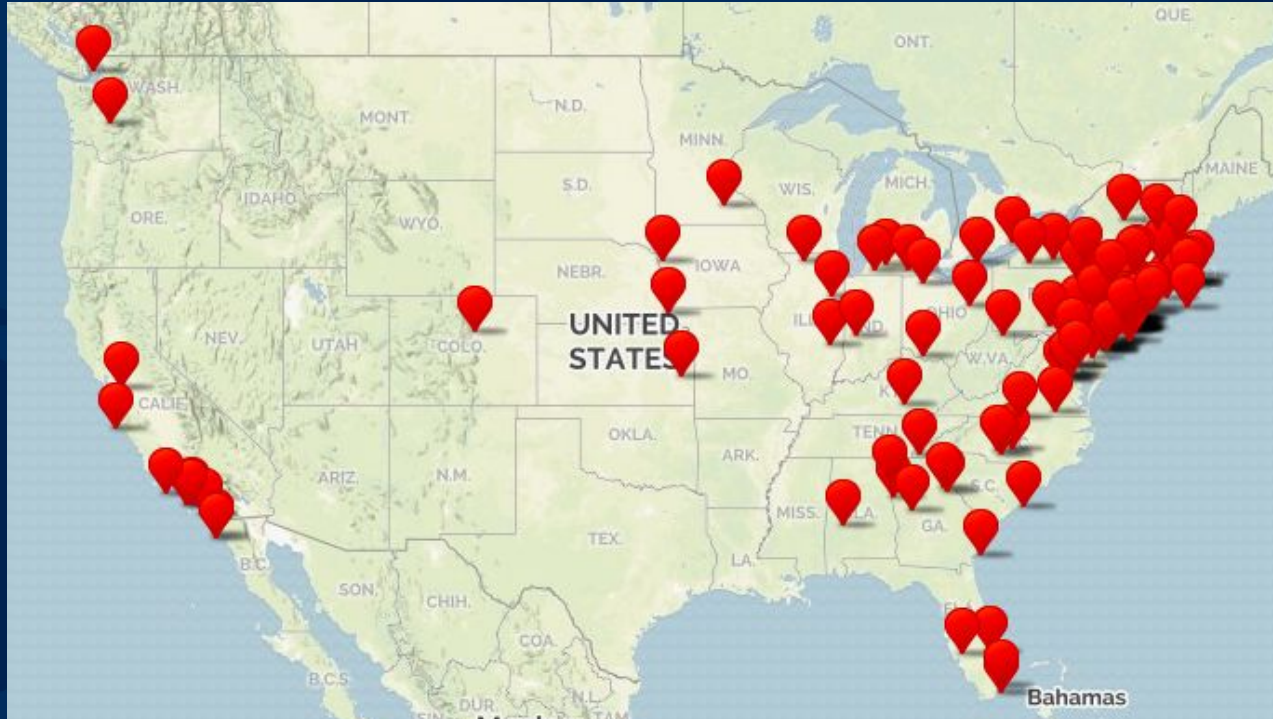 QUE.
ONT.
WASH.
MONT.
N.D.
MINN.
MAINE
ORE.
IDAHO
S.D.
WIS.
MICH.
WYO.
NEBR.
IOWA
NEV.
UTAH
COLO.
UNITED
STATES
ILL
IND.
OHIO
W.VA.
CALIF.
MO.
ARIZ.
N.M.
OKLA.
ARK.
TENN.
S.C.
MISS.
GA.
TEX.
LA.
B.C.
SON.
CHIH.
COA.
FLA.
B.C.S.
DUR
N.L.
TAM.
Bahamas